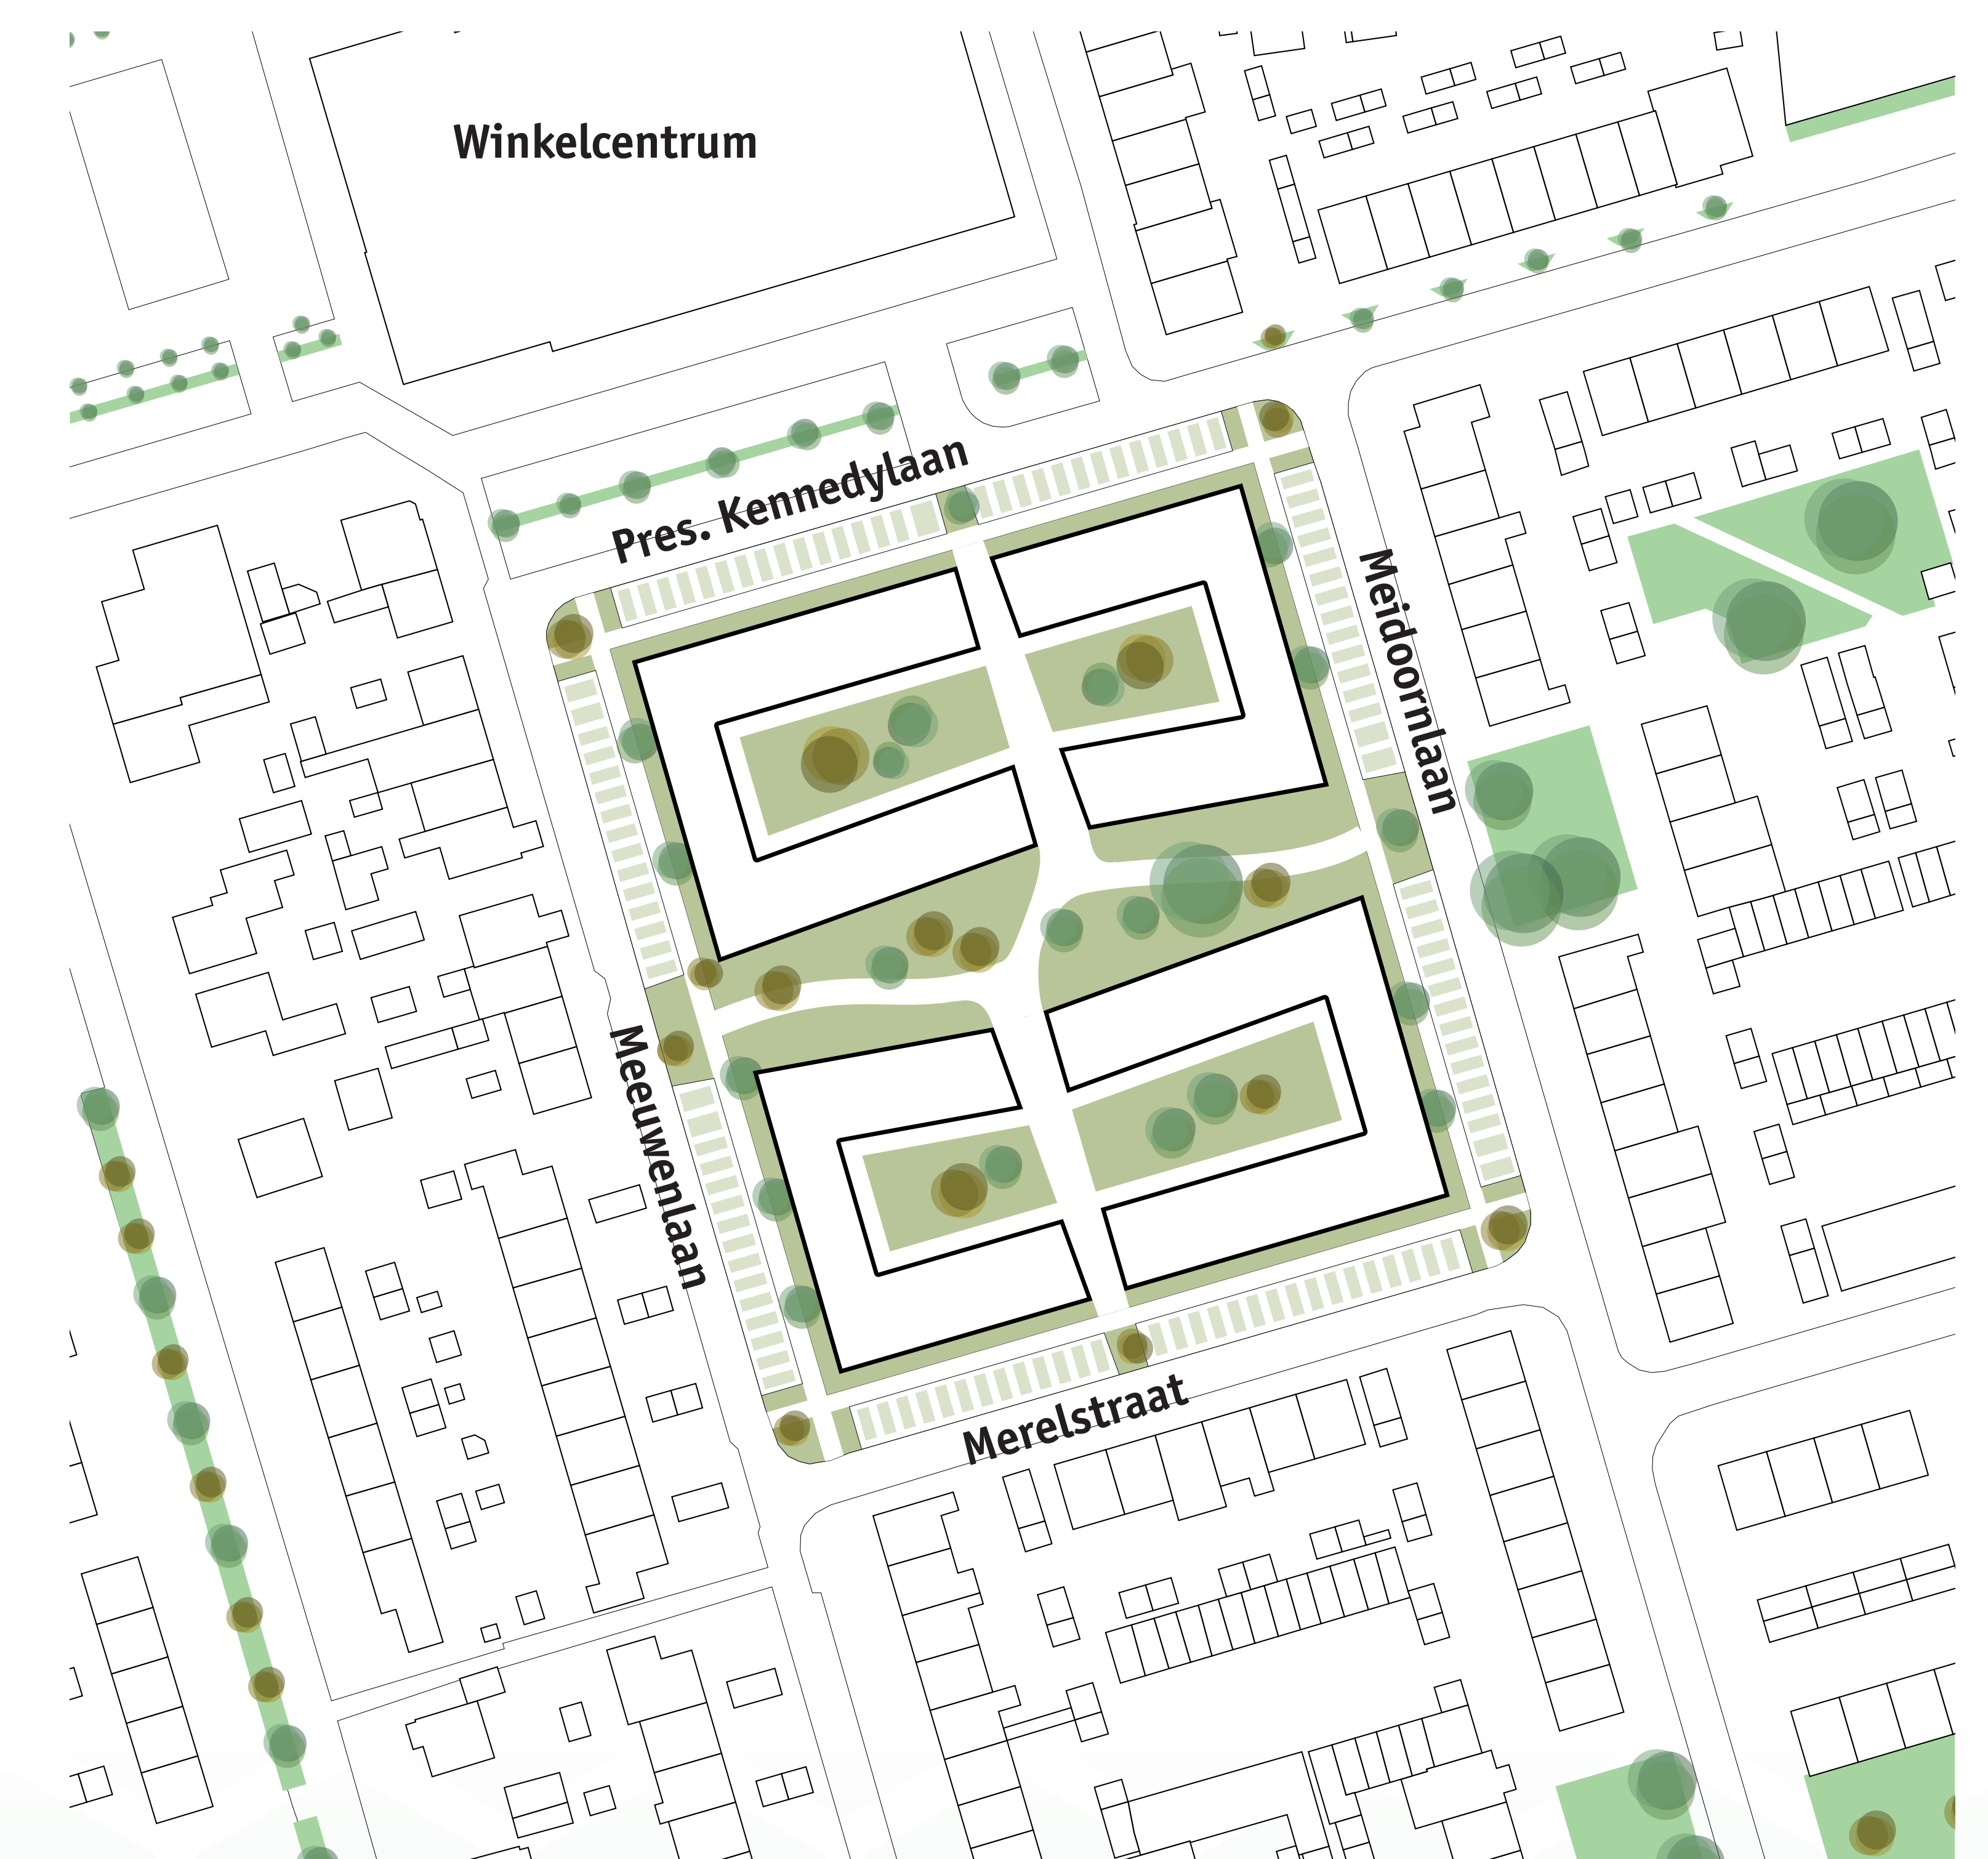 Winkelcentrum
Pres. Kennedylaan
Meidoornlaan
Meeuwenlaan
Merelstraat